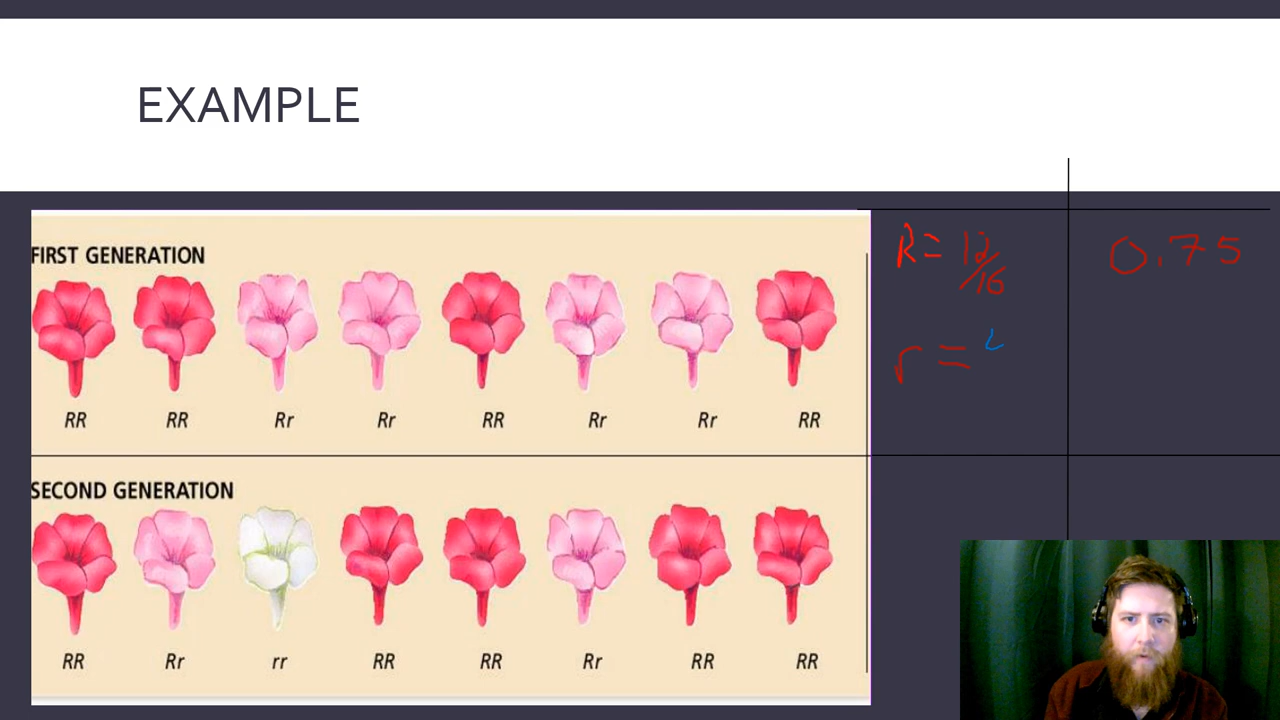 EXAMPLE
FIRST GENERATION
RR RR Rr Rr RR Rr Rr RR
R = 12/16 0.75
r =
SECOND GENERATION
RR Rr rr RR RR Rr RR RR